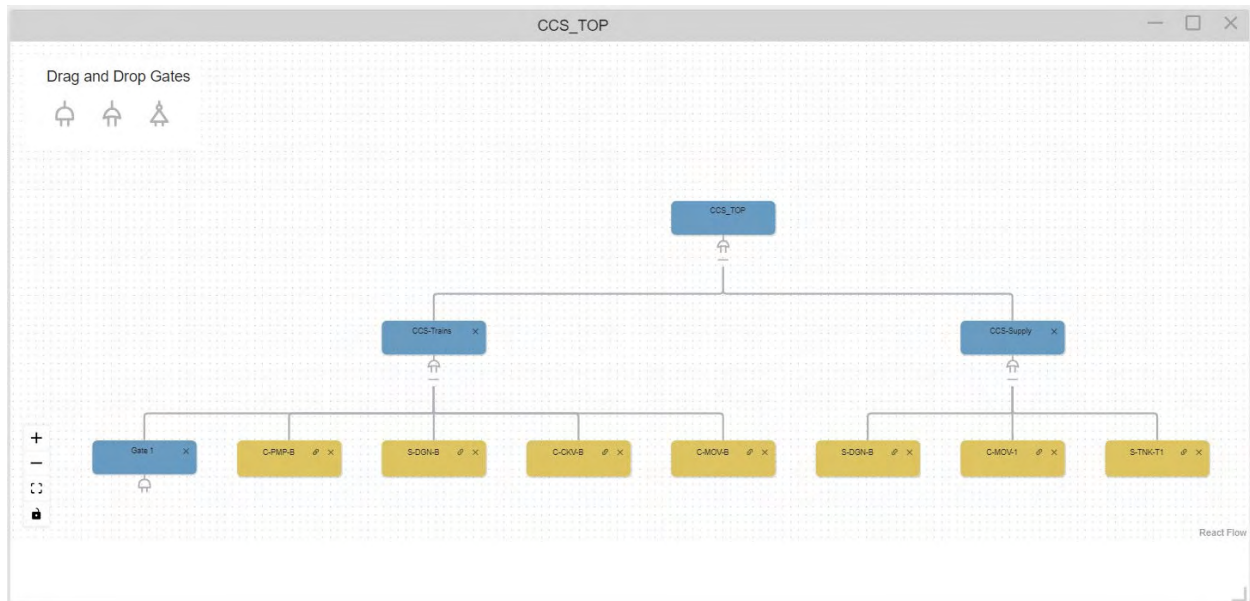 CCS_TOP
Drag and Drop Gates
CCS_TOP
CCS-Trains
CCS-Supply
Gate 1
C-PMP-B
S-DGN-B
C-CKV-B
C-MOV-B
S-DGN-B
C-MOV-1
S-TNK-T1
React Flow